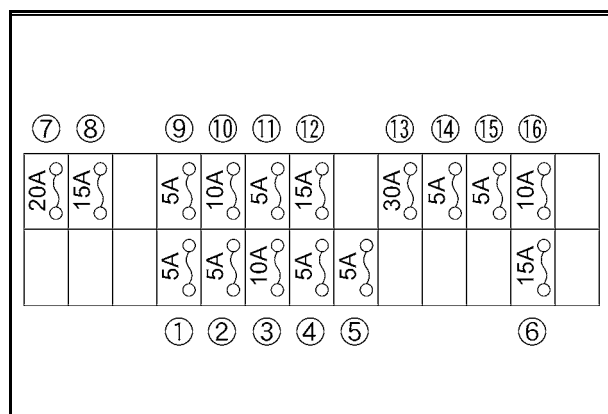 ⑦ ⑧ ⑨ ⑩ ⑪ ⑫ ⑬ ⑭ ⑮ ⑯
20A 15A 5A 10A 5A 15A 30A 5A 5A 10A
5A 5A 10A 5A 5A 15A
① ② ③ ④ ⑤ ⑥